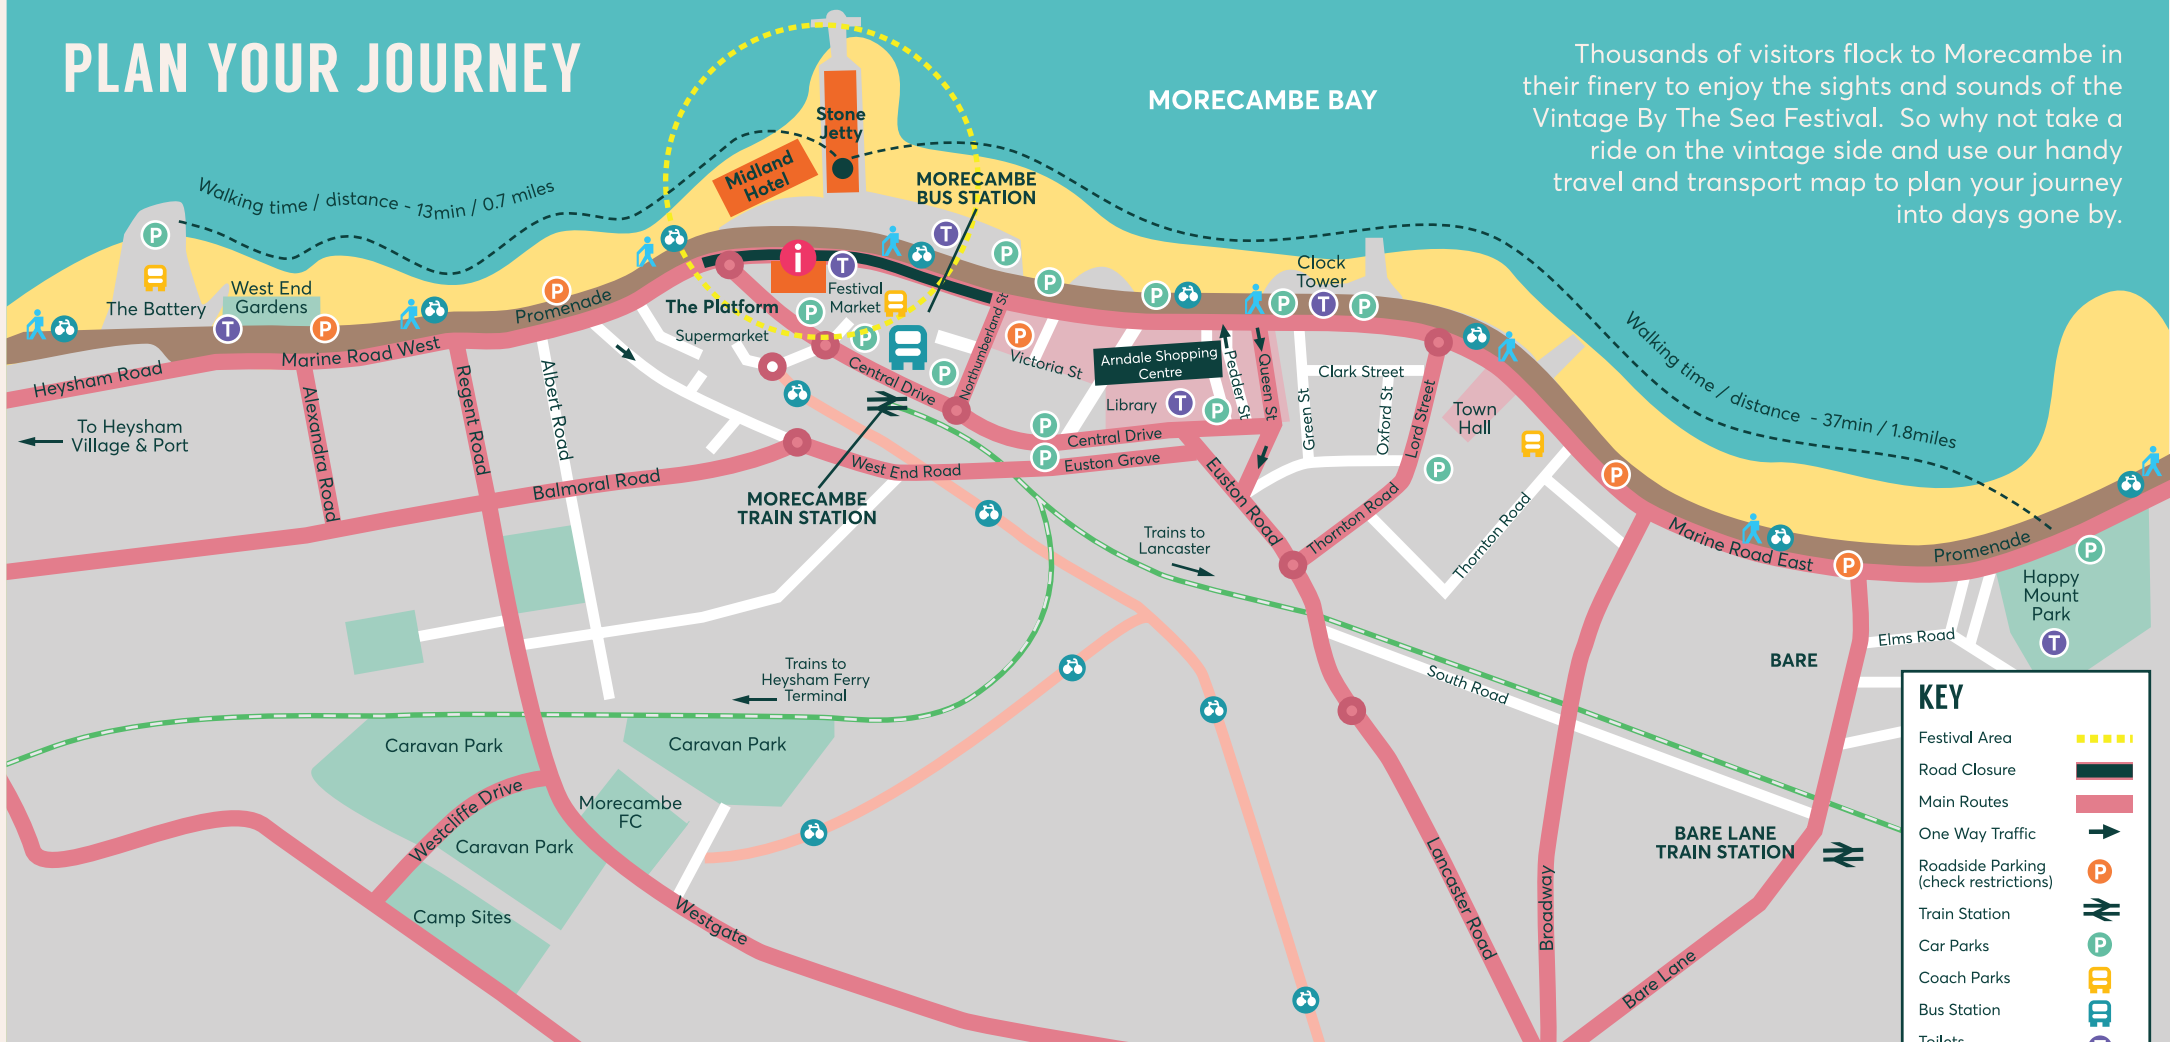 PLAN YOUR JOURNEY
Thousands of visitors flock to Morecambe in
their finery to enjoy the sights and sounds of the
Vintage By The Sea Festival.  So why not take a
ride on the vintage side and use our handy
travel and transport map to plan your journey
into days gone by.
MORECAMBE BAY
Stone
Jetty
Midland
Hotel
MORECAMBE
BUS STATION
Walking time / distance - 13min / 0.7 miles
P
The Battery
West End
Gardens
T
P
P
Promenade
Marine Road West
Heysham Road
To Heysham
Village & Port
Alexandra Road
Regent Road
Albert Road
Balmoral Road
The Platform
Supermarket
i
T
T
Festival
Market
P
P
P
P
P
Central Drive
Northumberland St
P
Victoria St
Arndale Shopping
Centre
Library
T
P
Pedder St
Queen St
P
P
Clock
Tower
T
P
Green St
Clark Street
Oxford St
Lord Street
Town
Hall
P
P
P
Central Drive
Euston Grove
West End Road
MORECAMBE
TRAIN STATION
Euston Road
Thornton Road
Thornton Road
Trains to
Lancaster
Trains to
Heysham Ferry
Terminal
Walking time / distance - 37min / 1.8miles
P
Marine Road East
P
Promenade
P
Happy
Mount
Park
T
Elms Road
BARE
South Road
BARE LANE
TRAIN STATION
Caravan Park
Caravan Park
Morecambe
FC
Westcliffe Drive
Caravan Park
Camp Sites
Westgate
Lancaster Road
Broadway
Bare Lane
KEY
Festival Area
Road Closure
Main Routes
One Way Traffic
Roadside Parking
(check restrictions)
P
Train Station
Car Parks
P
Coach Parks
Bus Station
Toilets